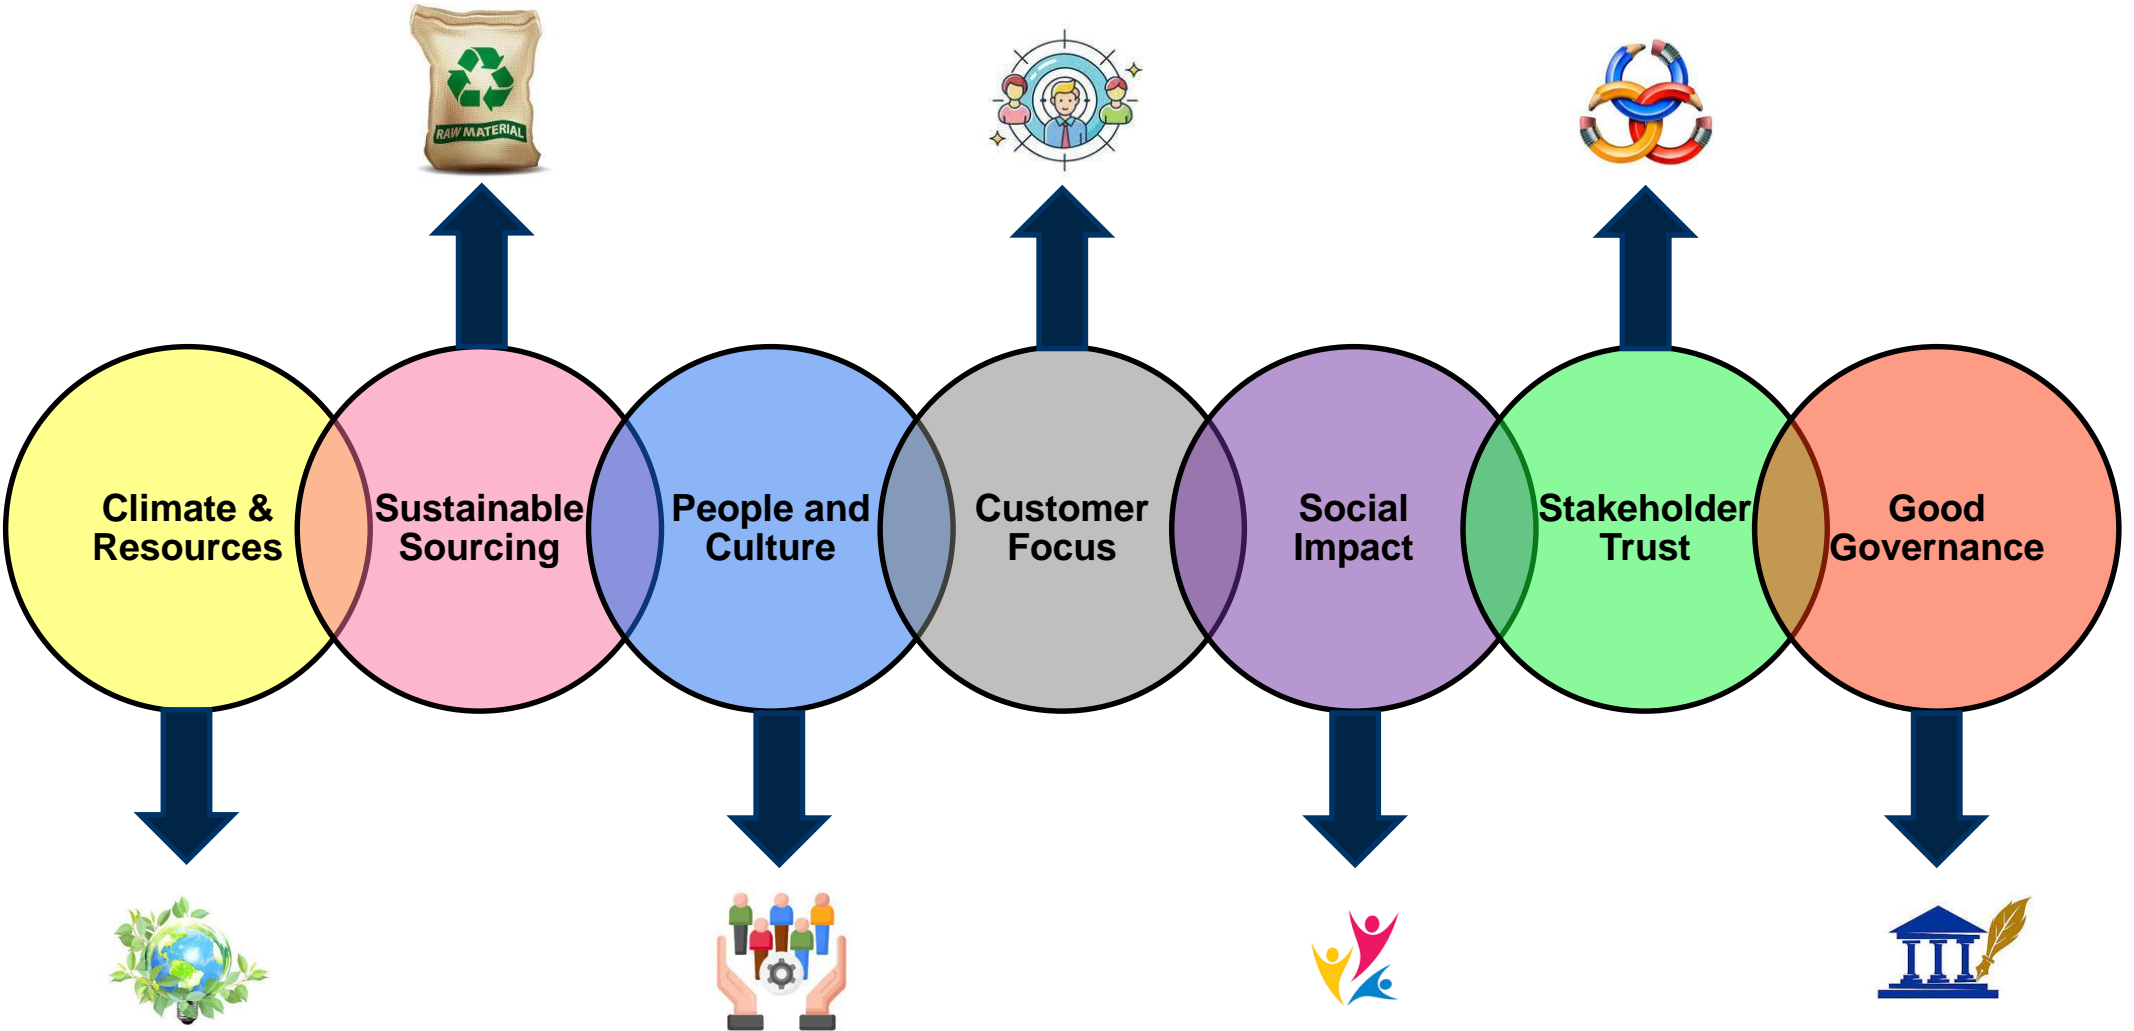 RAW MATERIAL
Climate &
Resources
Sustainable
Sourcing
People and
Culture
Customer
Focus
Social
Impact
Stakeholder
Trust
Good
Governance